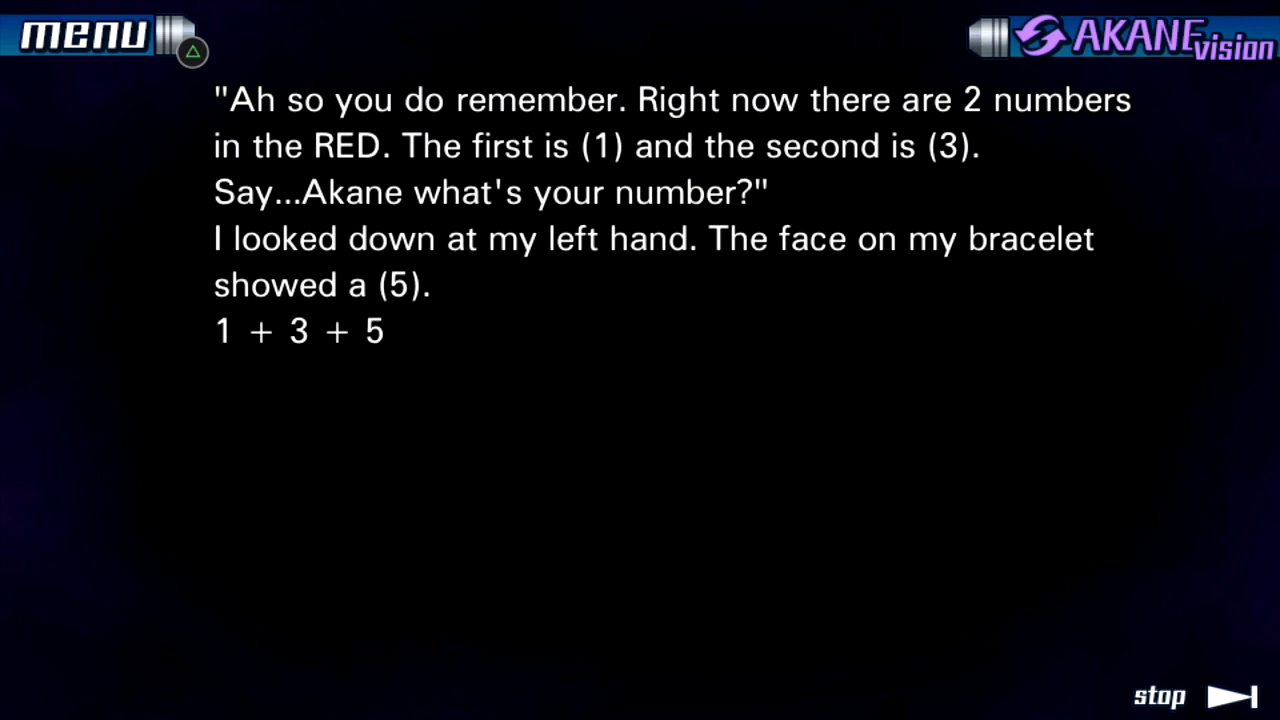 menu
AKANE vision
"Ah so you do remember. Right now there are 2 numbers
in the RED. The first is (1) and the second is (3).
Say...Akane what's your number?"
I looked down at my left hand. The face on my bracelet
showed a (5).
1 + 3 + 5
stop